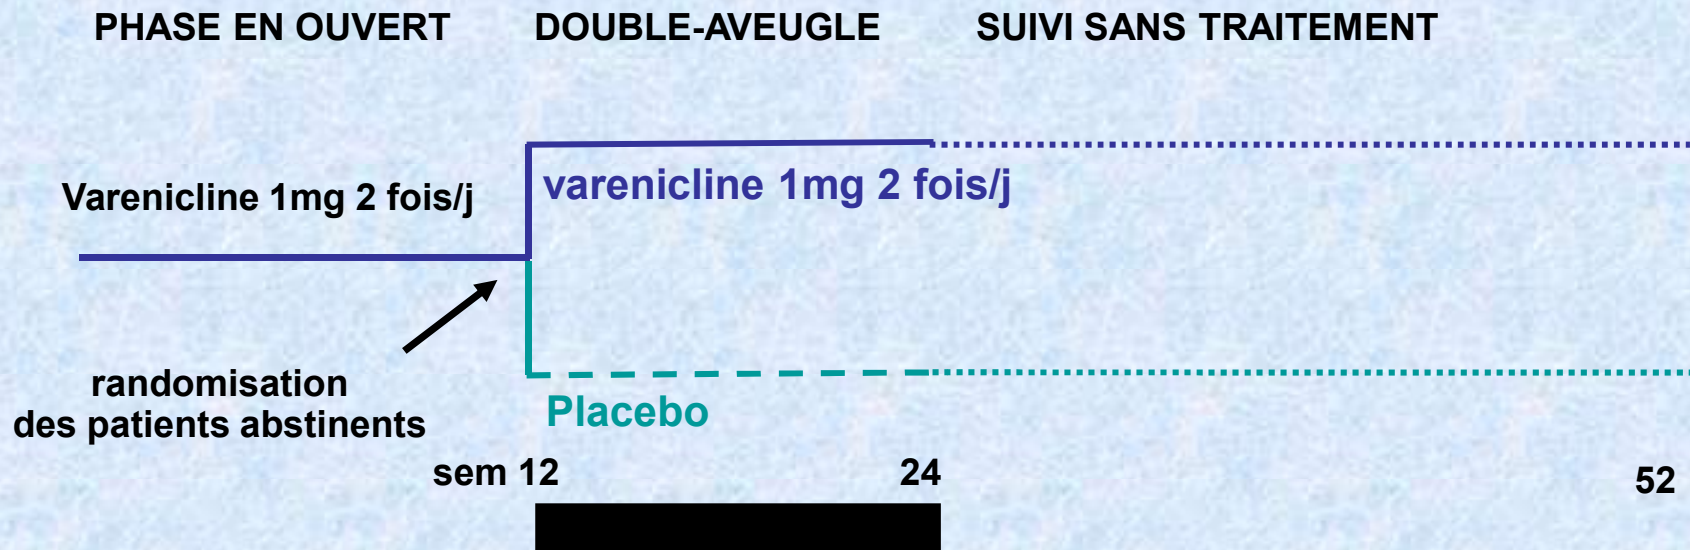 PHASE EN OUVERT
DOUBLE-AVEUGLE
SUIVI SANS TRAITEMENT
Varenicline 1mg 2 fois/j
varenicline 1mg 2 fois/j
randomisation
des patients abstinents
Placebo
sem 12
24
52